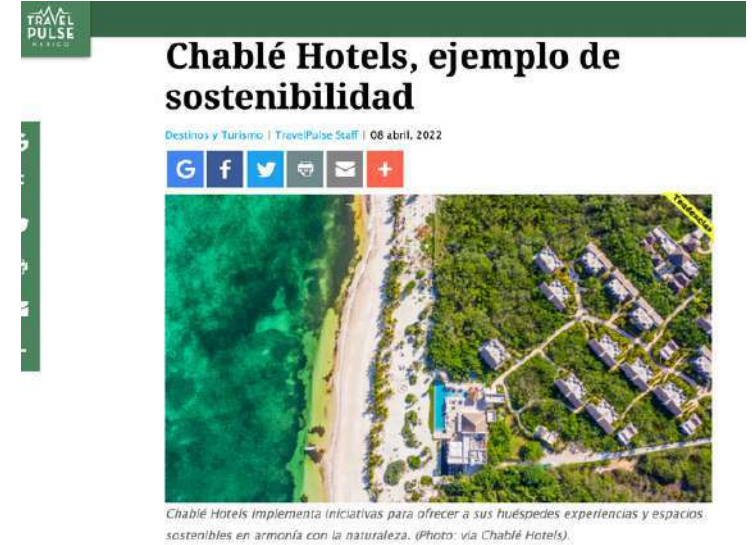 TRAVEL
PULSE
MEXICO
Chablé Hotels, ejemplo de
sostenibilidad
Destinos y Turismo | TravelPulse Staff | 08 abril, 2022
G f +
Tendencias
Chablé Hotels implementa iniciativas para ofrecer a sus huéspedes experiencias y espacios
sostenibles en armonía con la naturaleza. (Photo: via Chablé Hotels).